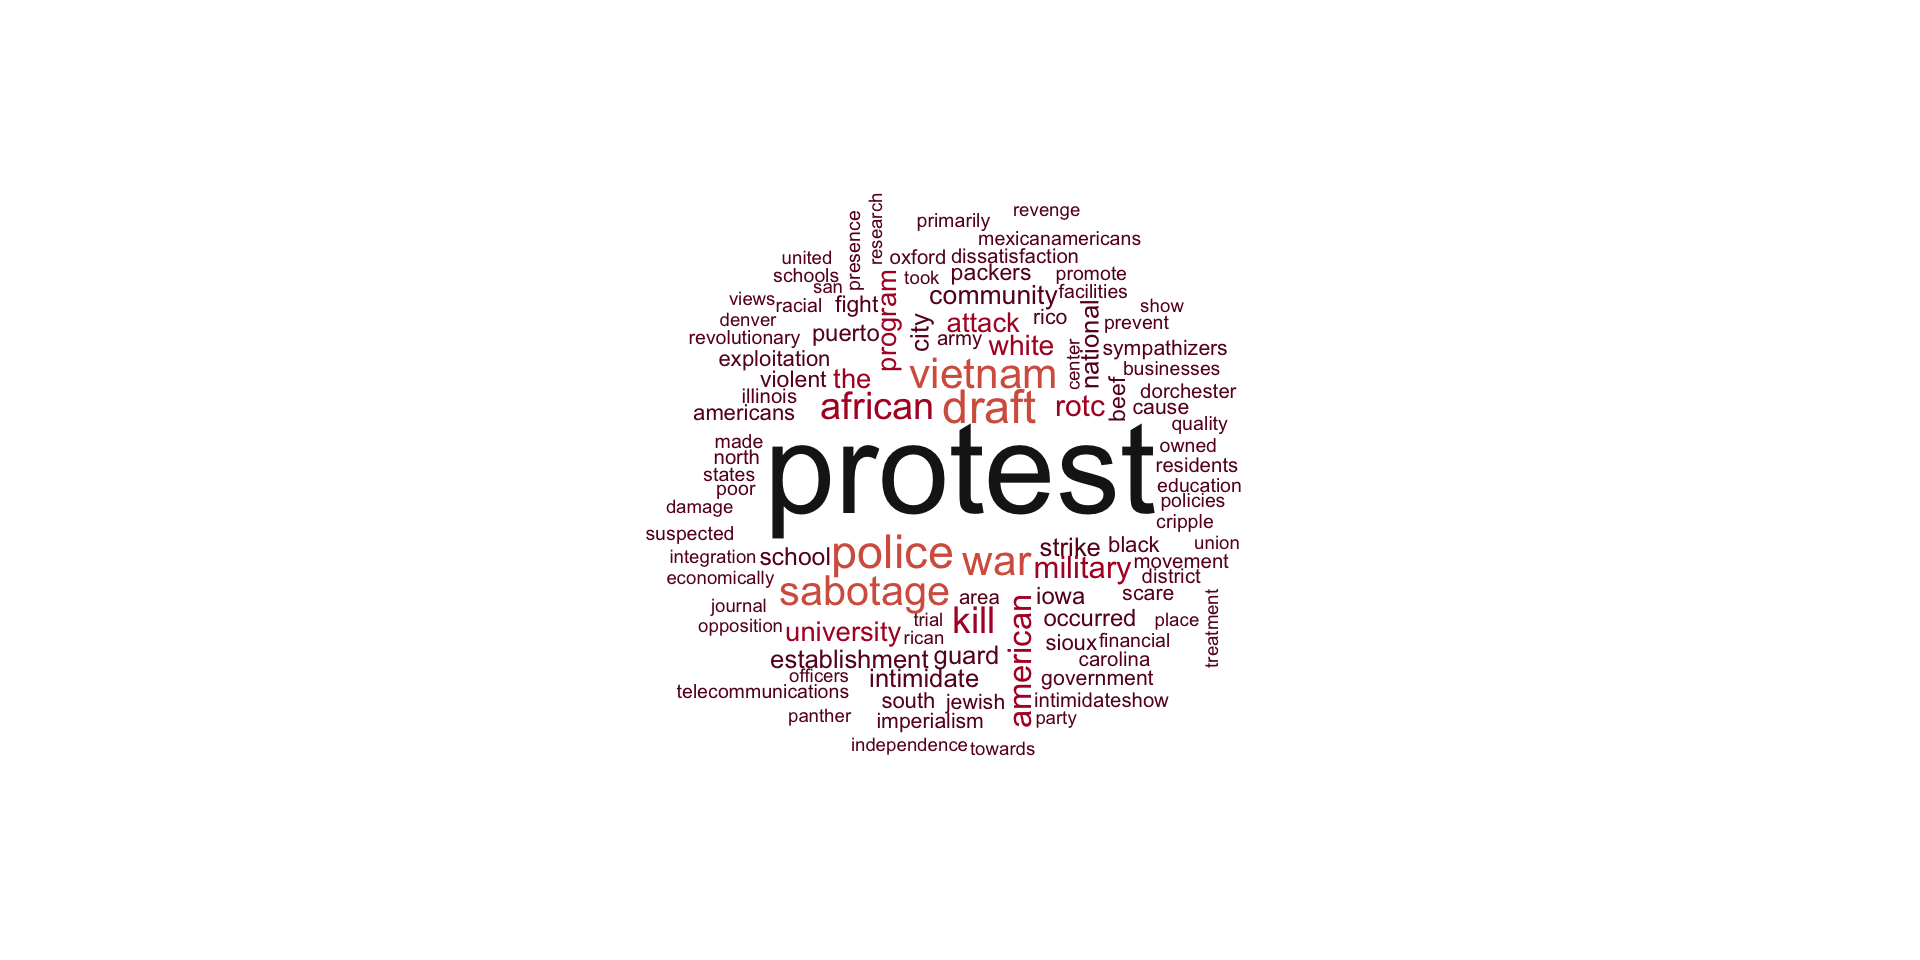 research
revenge
presence
primarily
mexicanamericans
united
oxford
dissatisfaction
schools
took
packers
promote
san
program
community
facilities
views
racial
fight
national
show
denver
city
attack
rico
prevent
revolutionary
puerto
army
white
center
sympathizers
exploitation
vietnam
businesses
violent
the
beef
dorchester
illinois
african
draft
rotc
cause
americans
quality
made
protest
owned
north
residents
states
education
poor
policies
damage
cripple
suspected
police
war
strike
black
union
integration
school
military
movement
economically
sabotage
district
area
iowa
scare
journal
american
treatment
opposition
university
trial
kill
occurred
place
rican
sioux
financial
establishment
guard
carolina
officers
intimidate
government
telecommunications
south
jewish
intimidateshow
panther
imperialism
party
independence
towards